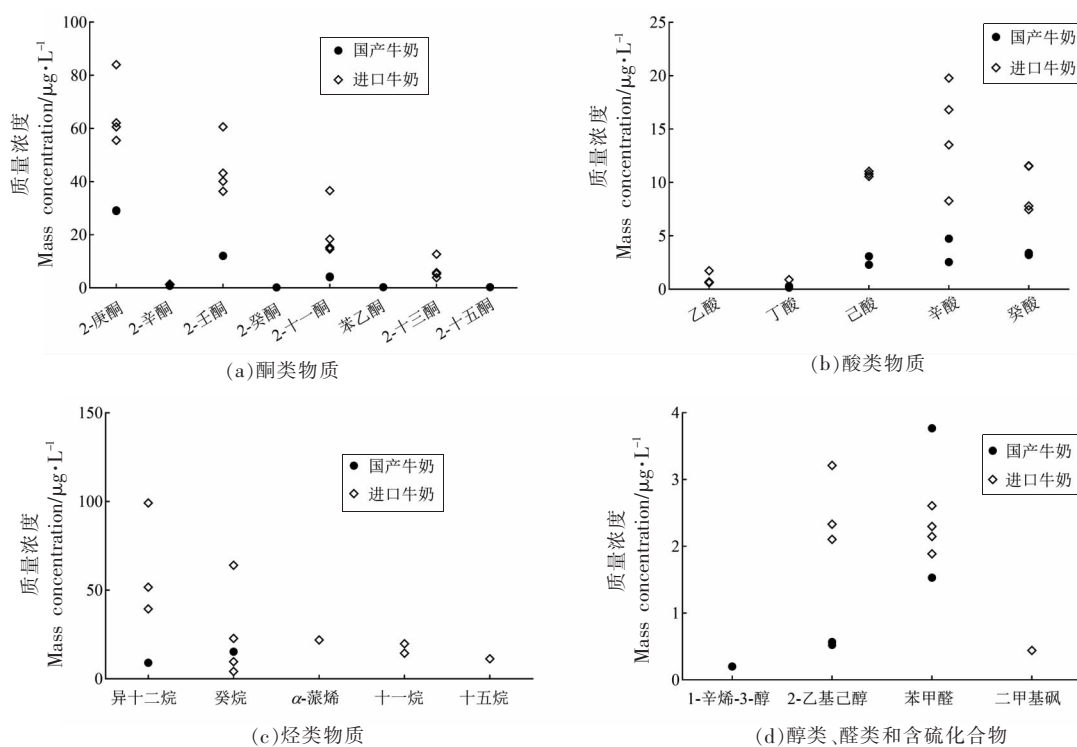 100
80
60
40
20
0
质量浓度
Mass concentration/μg·L⁻¹
国产牛奶
进口牛奶
2-庚酮
2-辛酮
2-壬酮
2-癸酮
2-十一酮
苯乙酮
2-十三酮
2-十五酮
(a)酮类物质
25
20
15
10
5
0
质量浓度
Mass concentration/μg·L⁻¹
国产牛奶
进口牛奶
乙酸
丁酸
己酸
辛酸
癸酸
(b)酸类物质
150
100
50
0
质量浓度
Mass concentration/μg·L⁻¹
国产牛奶
进口牛奶
异十二烷
癸烷
α-蒎烯
十一烷
十五烷
(c)烃类物质
4
3
2
1
0
质量浓度
Mass concentration/μg·L⁻¹
国产牛奶
进口牛奶
1-辛烯-3-醇
2-乙基己醇
苯甲醛
二甲基砜
(d)醇类、醛类和含硫化合物